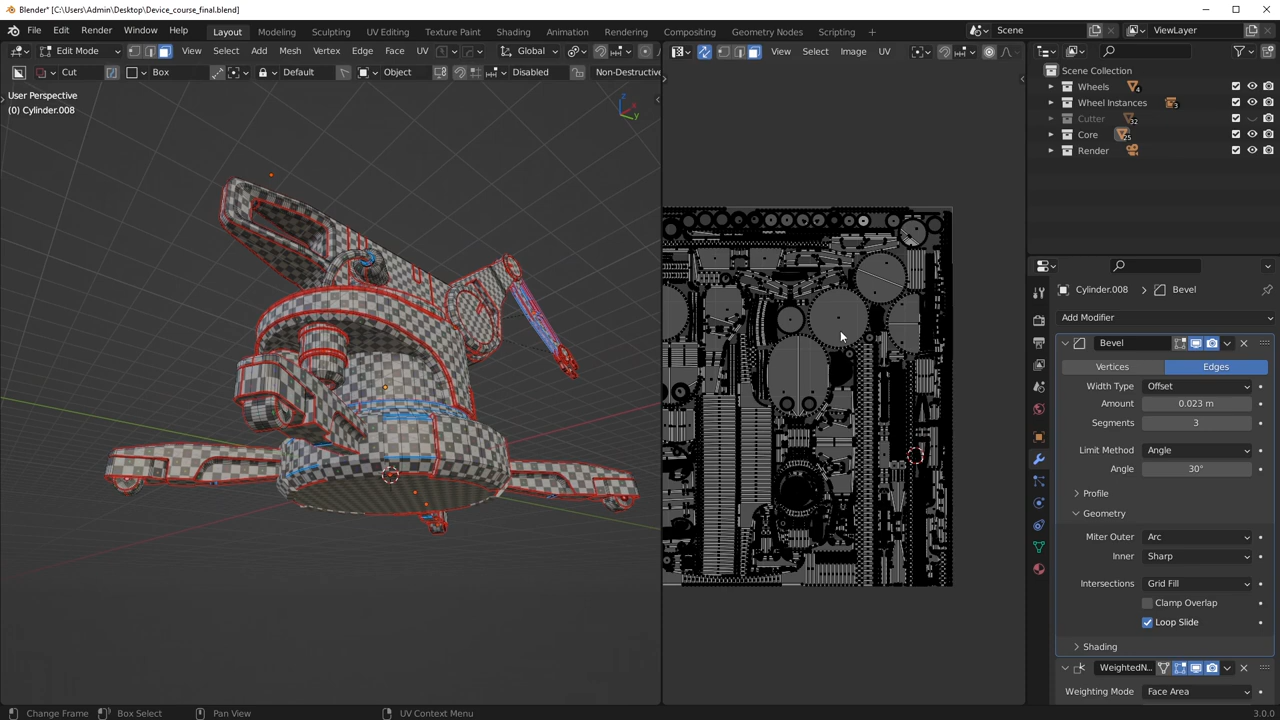 Blender* [C:\Users\Admin\Desktop\Device_course_final.blend]
File Edit Render Window Help Layout Modeling Sculpting UV Editing Texture Paint Shading Animation Rendering Compositing Geometry Nodes Scripting Scene ViewLayer
Edit Mode View Select Add Mesh Vertex Edge Face UV Global View Select Image UV
Cut Box Default Object Disabled Non-Destructive
User Perspective
(0) Cylinder.008
Z
X
Y
Scene Collection
Wheels 4
Wheel Instances 3
Cutter 32
Core 25
Render
Cylinder.008 > Bevel
Add Modifier
Bevel
Vertices Edges
Width Type Offset
Amount 0.023 m
Segments 3
Limit Method Angle
Angle 30°
Profile
Geometry
Miter Outer Arc
Inner Sharp
Intersections Grid Fill
Clamp Overlap
Loop Slide
Shading
WeightedN...
Weighting Mode Face Area
Change Frame Box Select Pan View UV Context Menu 3.0.0